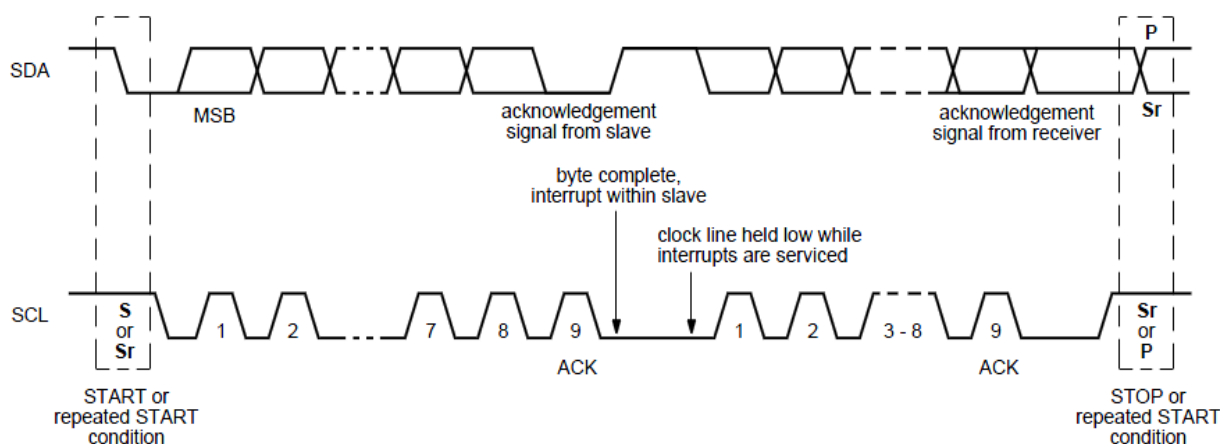 P
SDA
MSB
acknowledgement
signal from slave
acknowledgement
signal from receiver
Sr
byte complete,
interrupt within slave
clock line held low while
interrupts are serviced
SCL
S
or
Sr
1
2
7
8
9
1
2
3 - 8
9
Sr
or
P
ACK
ACK
START or
repeated START
condition
STOP or
repeated START
condition